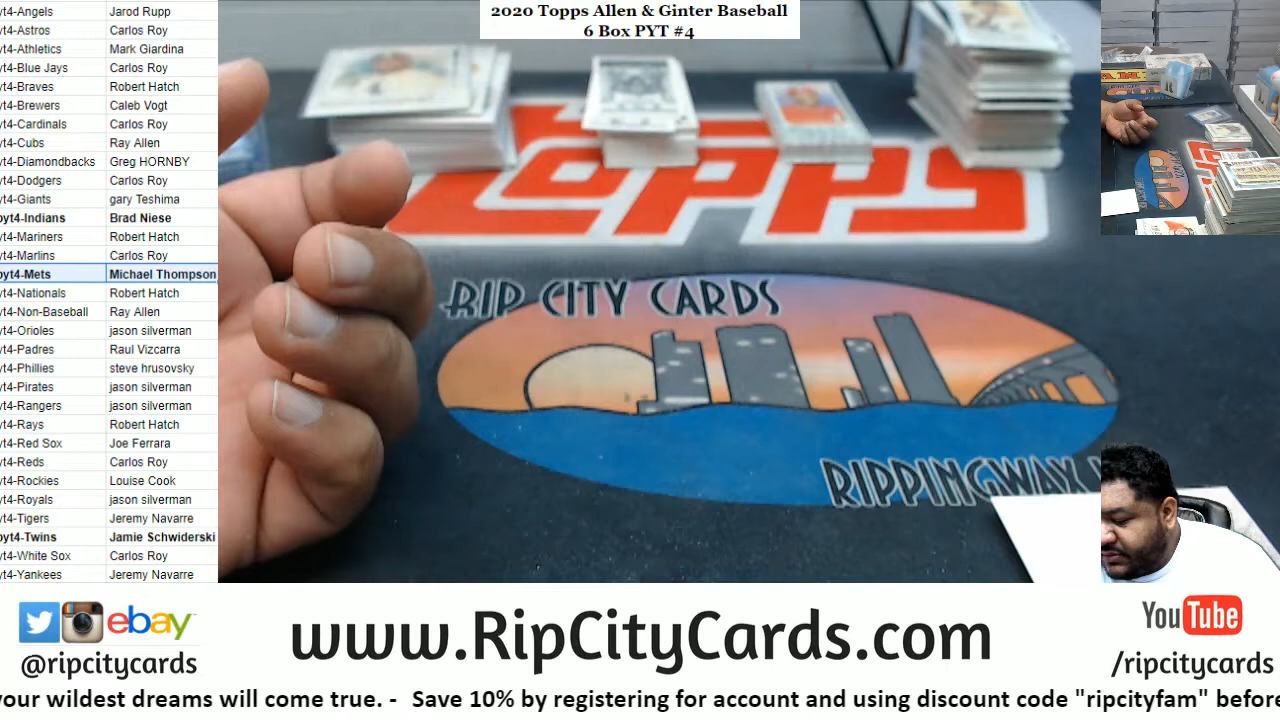 2020 Topps Allen & Ginter Baseball
6 Box PYT #4
yt4-Angels Jarod Rupp
yt4-Astros Carlos Roy
yt4-Athletics Mark Giardina
yt4-Blue Jays Carlos Roy
yt4-Braves Robert Hatch
yt4-Brewers Caleb Vogt
yt4-Cardinals Carlos Roy
yt4-Cubs Ray Allen
yt4-Diamondbacks Greg HORNBY
yt4-Dodgers Carlos Roy
yt4-Giants gary Teshima
pyt4-Indians Brad Niese
yt4-Mariners Robert Hatch
yt4-Marlins Carlos Roy
pyt4-Mets Michael Thompson
yt4-Nationals Robert Hatch
yt4-Non-Baseball Ray Allen
yt4-Orioles jason silverman
yt4-Padres Raul Vizcarra
yt4-Phillies steve hrusovsky
yt4-Pirates jason silverman
yt4-Rangers jason silverman
yt4-Rays Robert Hatch
yt4-Red Sox Joe Ferrara
yt4-Reds Carlos Roy
yt4-Rockies Louise Cook
yt4-Royals jason silverman
yt4-Tigers Jeremy Navarre
pyt4-Twins Jamie Schwiderski
yt4-White Sox Carlos Roy
yt4-Yankees Jeremy Navarre
topps
RIP CITY CARDS
RIPPINGWAX
ebay
@ripcitycards
www.RipCityCards.com
YouTube
/ripcitycards
your wildest dreams will come true. - Save 10% by registering for account and using discount code "ripcityfam" before